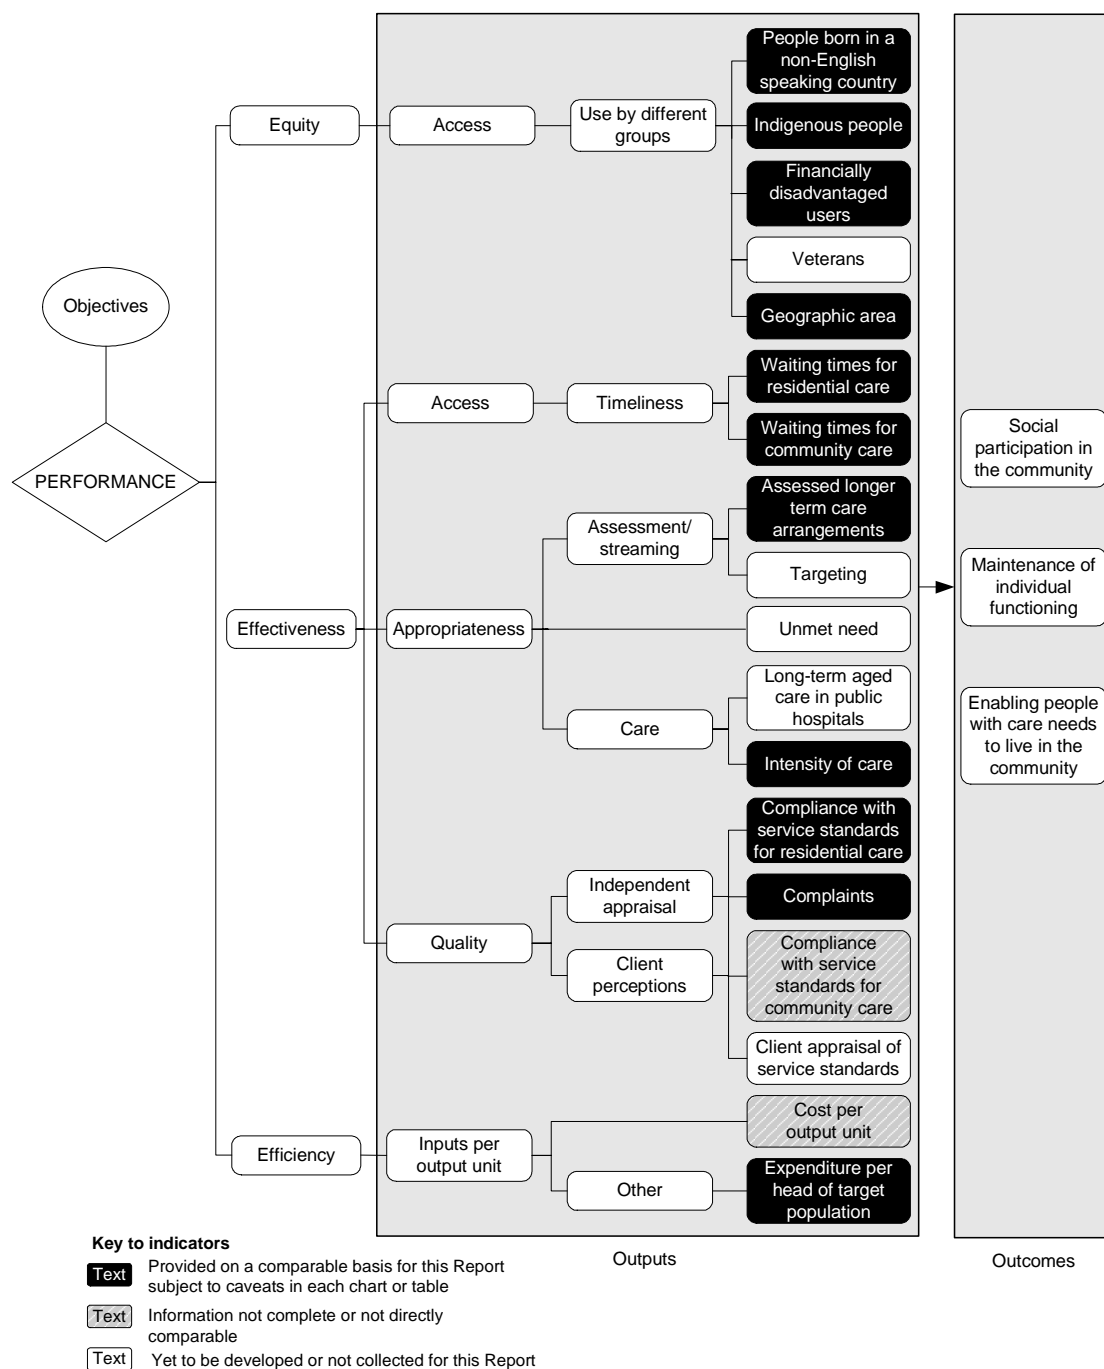 People born in a
non-English
speaking country
Equity
Access
Use by different
groups
Indigenous people
Financially
disadvantaged
users
Veterans
Objectives
Geographic area
Waiting times for
residential care
Access
Timeliness
Waiting times for
community care
Social
participation in
the community
PERFORMANCE
Assessed longer
term care
arrangements
Assessment/
streaming
Targeting
Maintenance of
individual
functioning
Effectiveness
Appropriateness
Unmet need
Long-term aged
care in public
hospitals
Care
Intensity of care
Enabling people
with care needs
to live in the
community
Compliance with
service standards
for residential care
Independent
appraisal
Complaints
Quality
Client
perceptions
Compliance
with service
standards for
community care
Client appraisal of
service standards
Cost per
output unit
Efficiency
Inputs per
output unit
Other
Expenditure per
head of target
population
Outputs
Outcomes
Key to indicators
Text
Provided on a comparable basis for this Report
subject to caveats in each chart or table
Text
Information not complete or not directly
comparable
Text
Yet to be developed or not collected for this Report